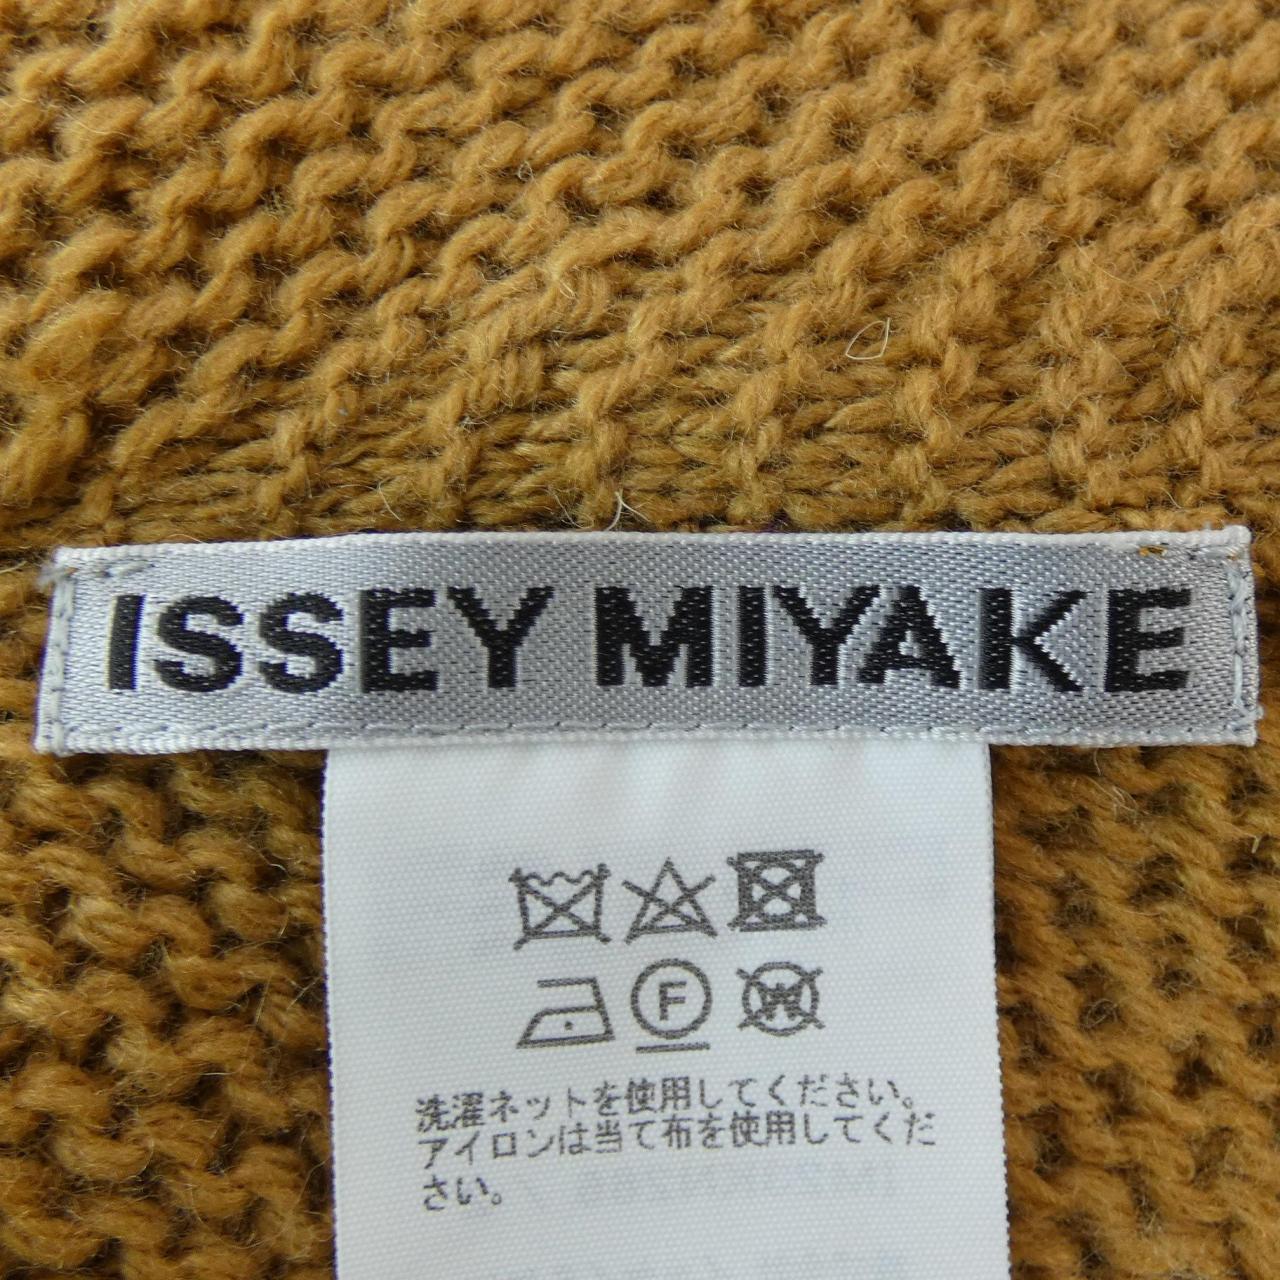 ISSEY MIYAKE
F
W
洗濯ネットを使用してください。
アイロンは当て布を使用してくだ
さい。